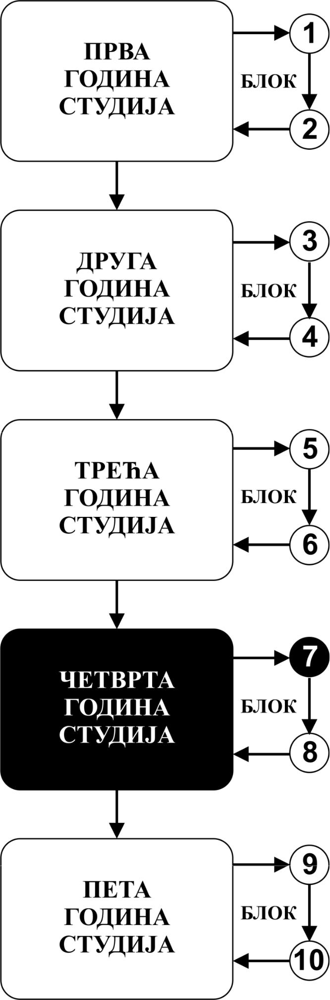 ПРВА
ГОДИНА
СТУДИЈА
1
БЛОК
2
ДРУГА
ГОДИНА
СТУДИЈА
3
БЛОК
4
ТРЕЋА
ГОДИНА
СТУДИЈА
5
БЛОК
6
ЧЕТВРТА
ГОДИНА
СТУДИЈА
7
БЛОК
8
ПЕТА
ГОДИНА
СТУДИЈА
9
БЛОК
10